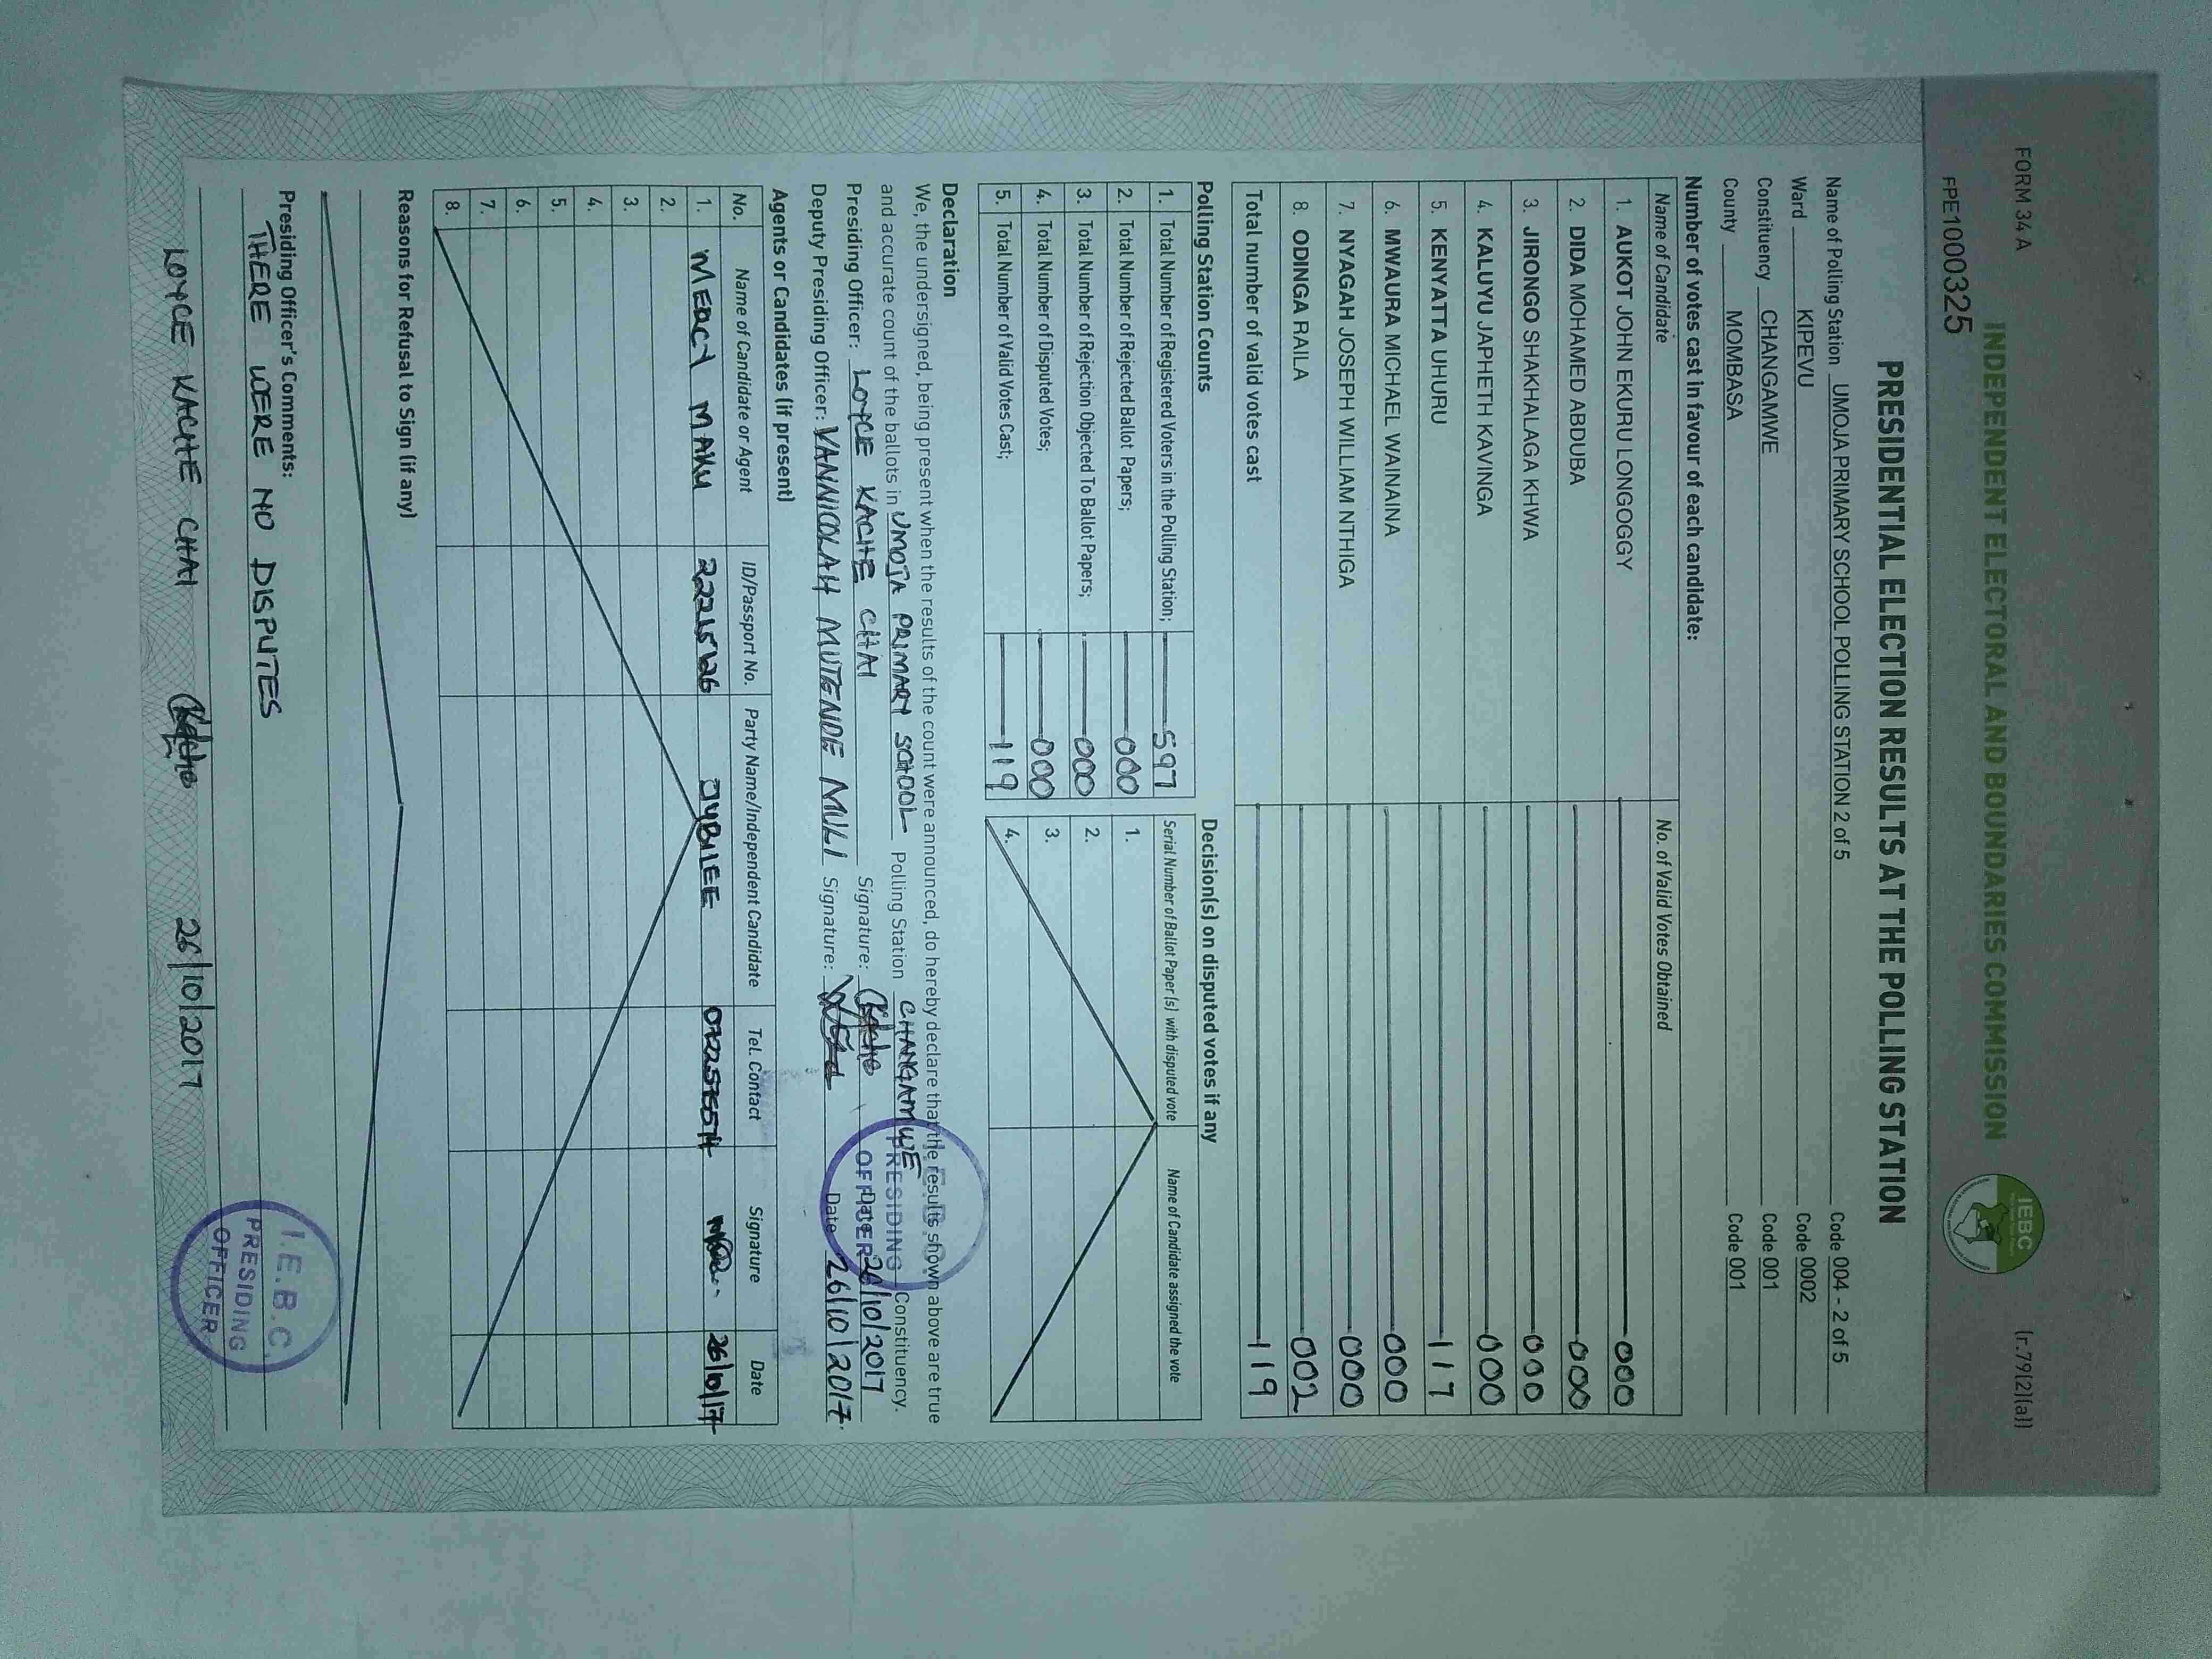 FORM 34 A
(r.79(2)(a))
INDEPENDENT ELECTORAL AND BOUNDARIES COMMISSION
IEBC
FPE1000325
PRESIDENTIAL ELECTION RESULTS AT THE POLLING STATION
Name of Polling Station UMOJA PRIMARY SCHOOL POLLING STATION 2 of 5 Code 004 - 2 of 5
Ward KIPEVU Code 0002
Constituency CHANGAMWE Code 001
County MOMBASA Code 001
Number of votes cast in favour of each candidate:
Name of Candidate No. of Valid Votes Obtained
1. AUKOT JOHN EKURU LONGOGGY 000
2. DIDA MOHAMED ABDUBA 000
3. JIRONGO SHAKHALAGA KHWA 000
4. KALUYU JAPHETH KAVINGA 000
5. KENYATTA UHURU 117
6. MWAURA MICHAEL WAINAINA 000
7. NYAGAH JOSEPH WILLIAM NTHIGA 000
8. ODINGA RAILA 002
Total number of valid votes cast 119
Polling Station Counts
1. Total Number of Registered Voters in the Polling Station; 597
2. Total Number of Rejected Ballot Papers; 000
3. Total Number of Rejection Objected To Ballot Papers; 000
4. Total Number of Disputed Votes; 000
5. Total Number of Valid Votes Cast; 119
Decision(s) on disputed votes if any
Serial Number of Ballot Paper (s) with disputed vote Name of Candidate assigned the vote
1.
2.
3.
4.
Declaration
We, the undersigned, being present when the results of the count were announced, do hereby declare that the results shown above are true
and accurate count of the ballots in UMOJA PRIMARY SCHOOL Polling Station CHANGAMWE Constituency.
Presiding Officer: LOYCE KACHE CHAI Signature: Kache Date 26/10/2017
Deputy Presiding Officer: VANNICOLAH MUTENDE MULI Signature: Date 26/10/2017.
PRESIDING
OFFICER
Agents or Candidates (if present)
No. Name of Candidate or Agent ID/Passport No. Party Name/Independent Candidate Tel. Contact Signature Date
1. MERCY MAKU JUBILEE 26/10/17
2.
3.
4.
5.
6.
7.
8.
Reasons for Refusal to Sign (if any)
Presiding Officer's Comments:
THERE WERE NO DISPUTES
LOYCE KACHE CHAI Kache 26/10/2017
I.E.B.C.
PRESIDING
OFFICER